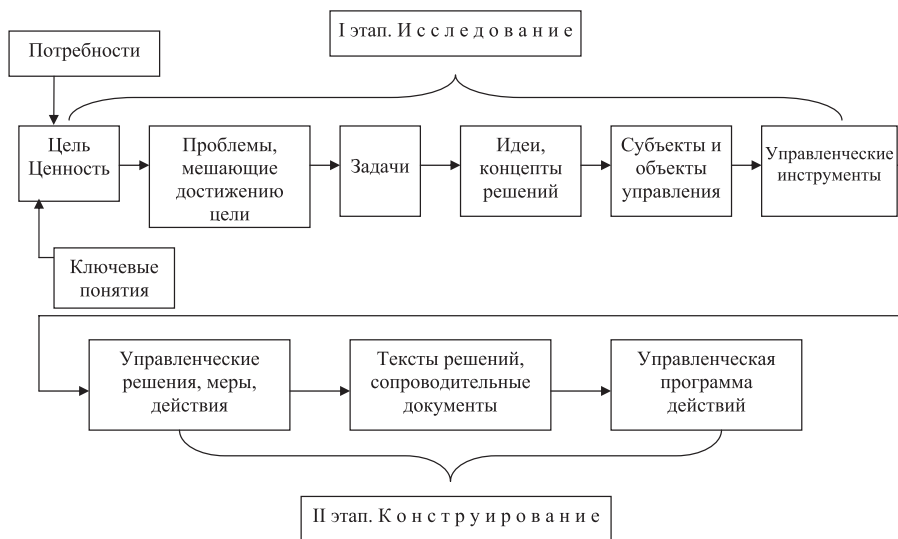 I этап. И с с л е д о в а н и е
Потребности
Цель
Ценность
Проблемы,
мешающие
достижению
цели
Задачи
Идеи,
концепты
решений
Субъекты и
объекты
управления
Управленческие
инструменты
Ключевые
понятия
Управленческие
решения, меры,
действия
Тексты решений,
сопроводительные
документы
Управленческая
программа
действий
II этап. К о н с т р у и р о в а н и е